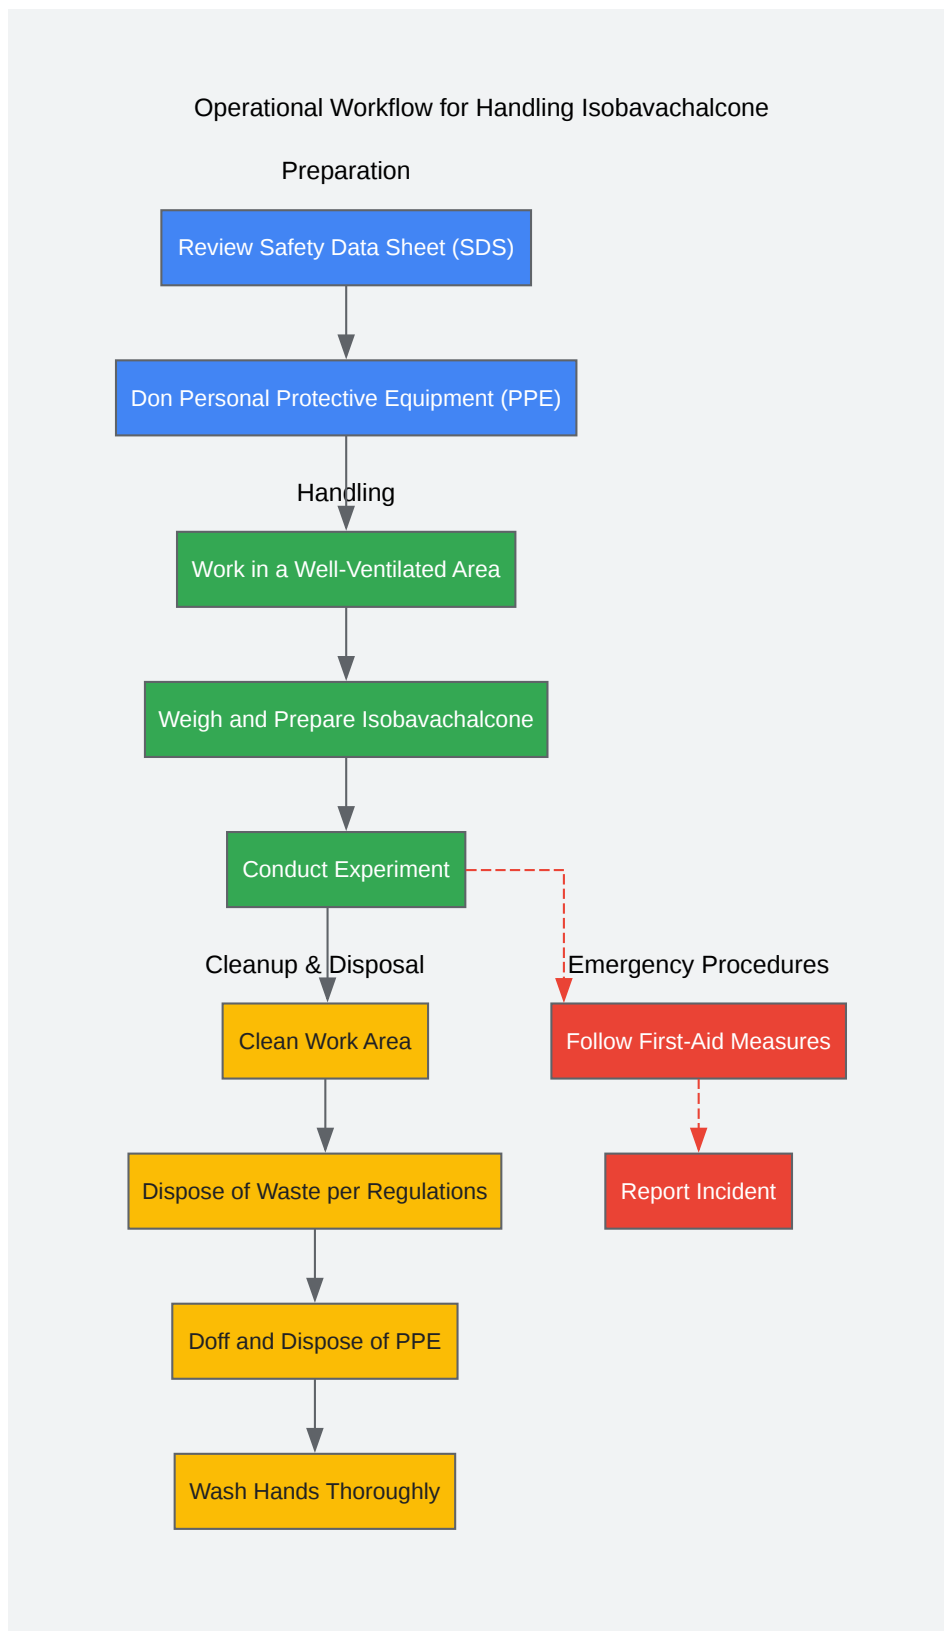 Operational Workflow for Handling Isobavachalcone
Preparation
Review Safety Data Sheet (SDS)
Don Personal Protective Equipment (PPE)
Handling
Work in a Well-Ventilated Area
Weigh and Prepare Isobavachalcone
Conduct Experiment
Cleanup & Disposal
Clean Work Area
Dispose of Waste per Regulations
Doff and Dispose of PPE
Wash Hands Thoroughly
Emergency Procedures
Follow First-Aid Measures
Report Incident